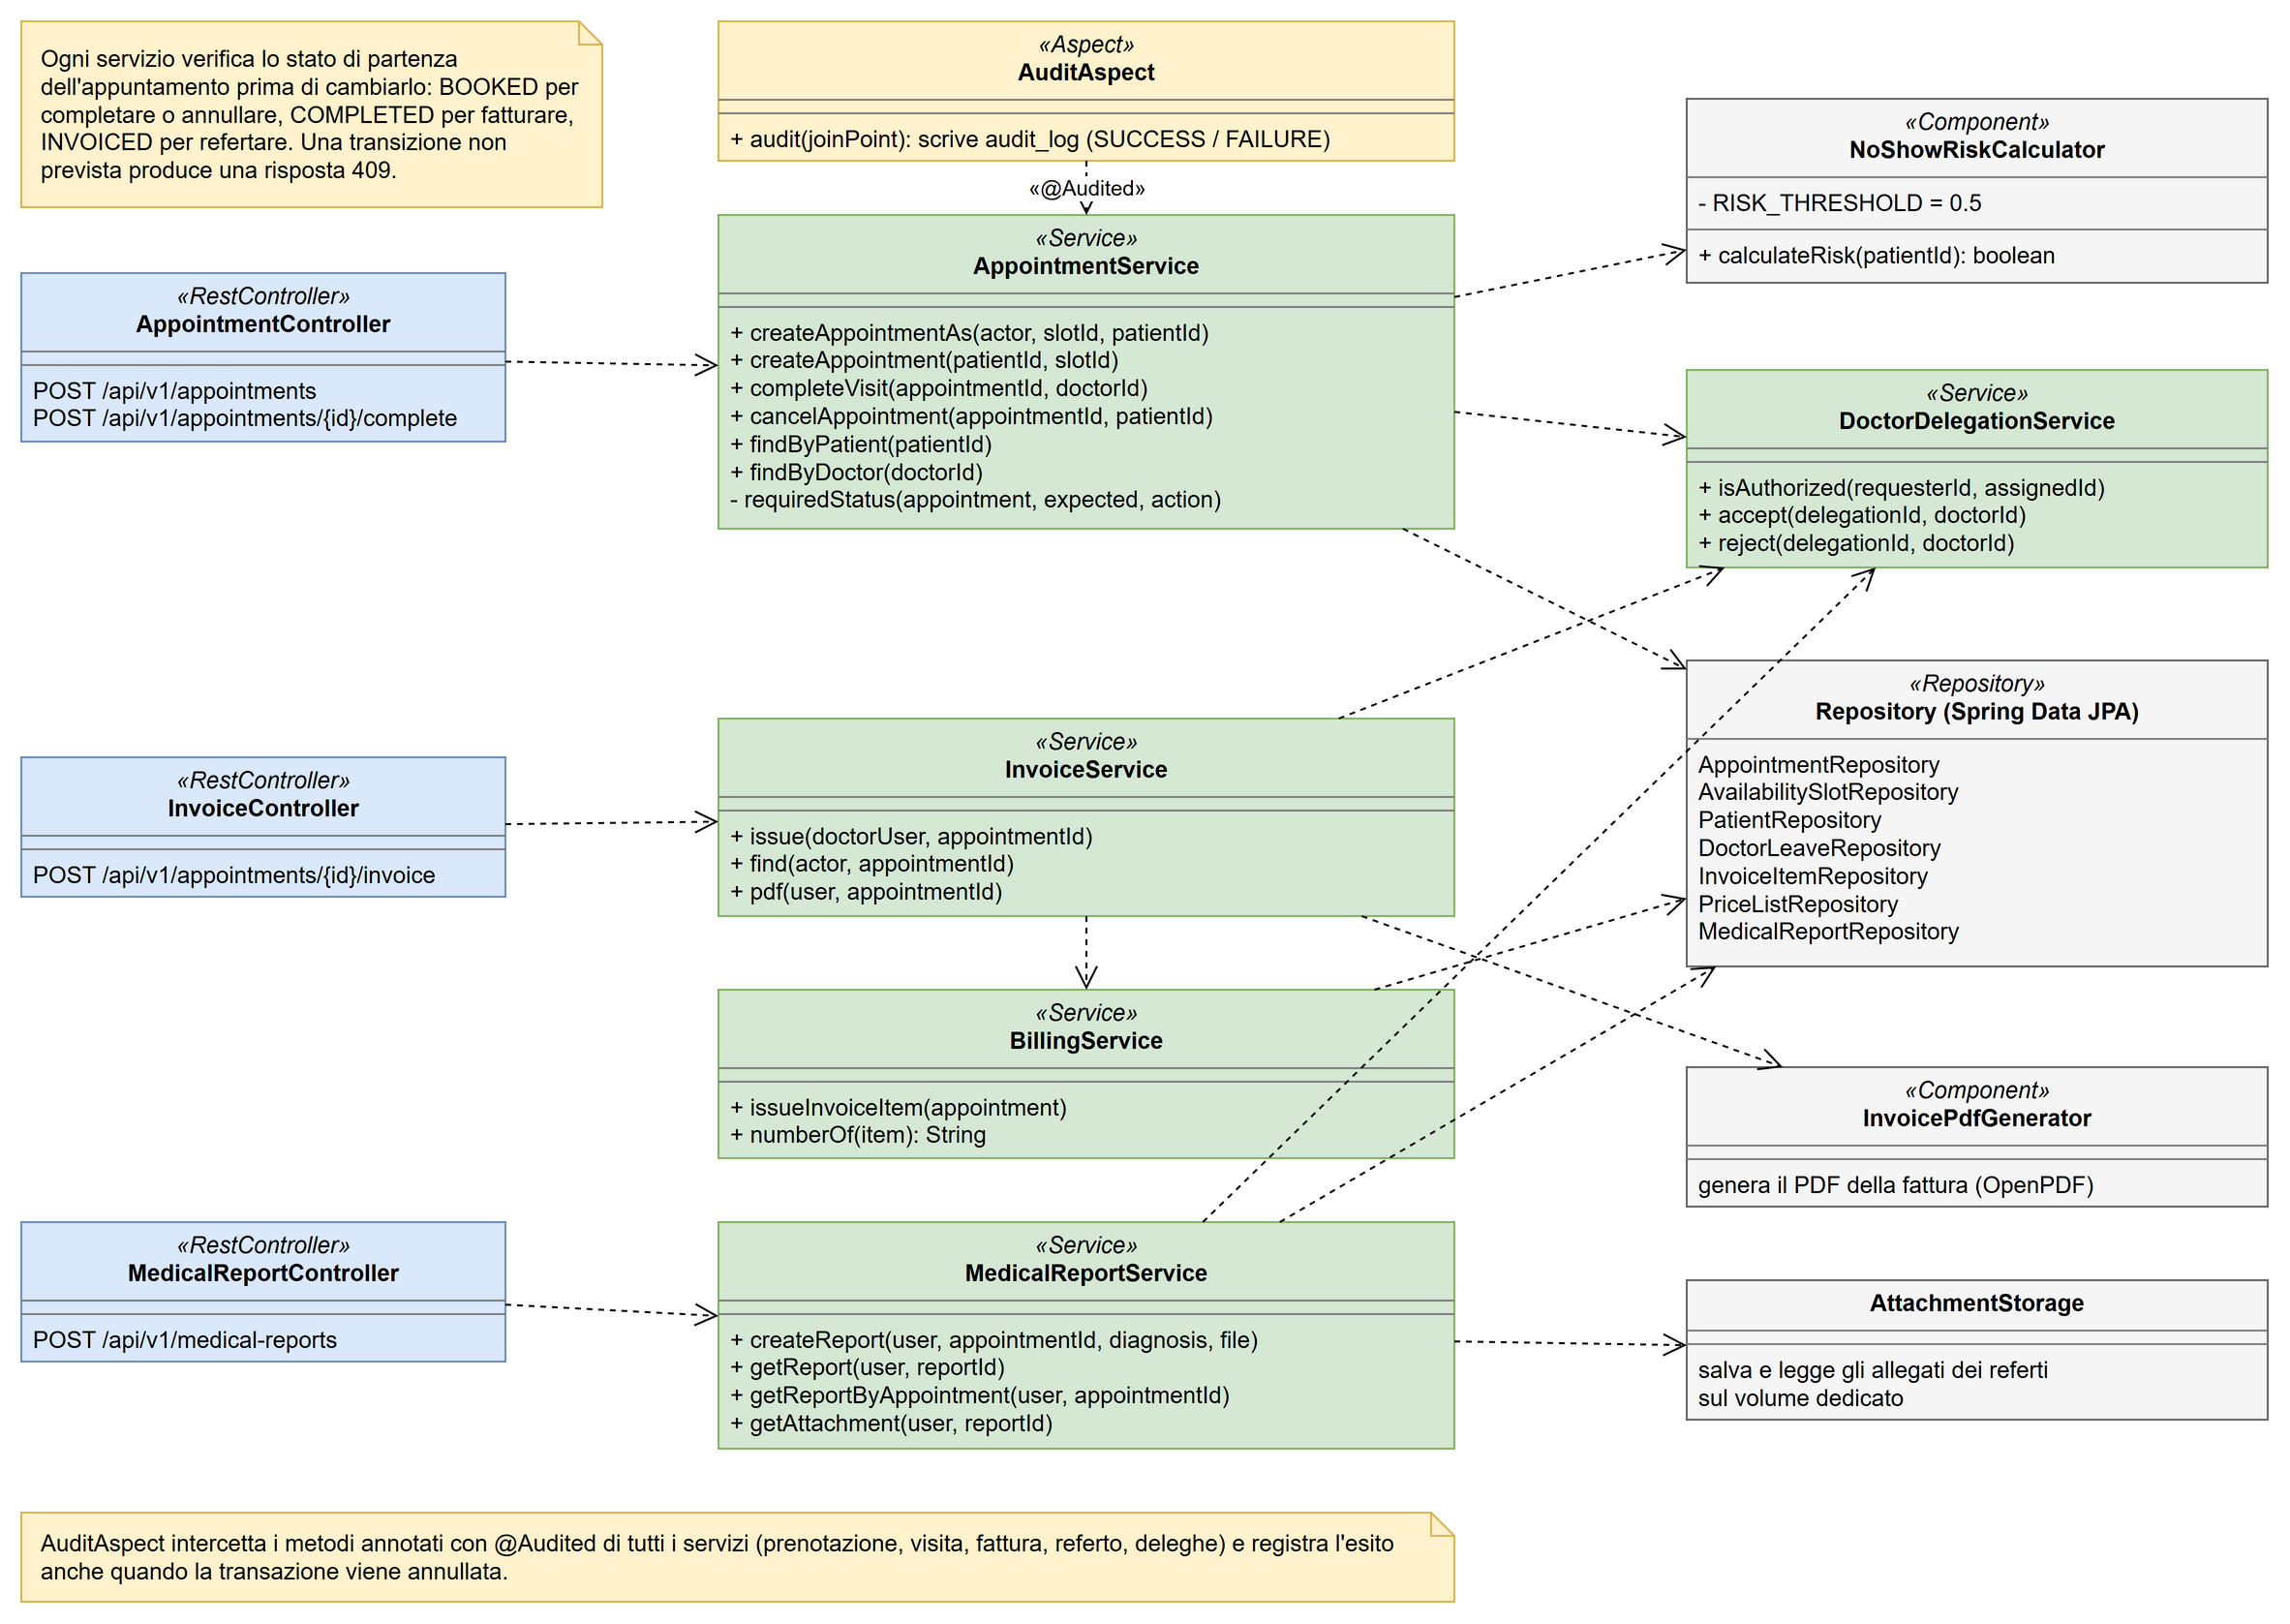 Ogni servizio verifica lo stato di partenza
dell'appuntamento prima di cambiarlo: BOOKED per
completare o annullare, COMPLETED per fatturare,
INVOICED per refertare. Una transizione non
prevista produce una risposta 409.
«Aspect»
AuditAspect
+ audit(joinPoint): scrive audit_log (SUCCESS / FAILURE)
«@Audited»
«Component»
NoShowRiskCalculator
- RISK_THRESHOLD = 0.5
+ calculateRisk(patientId): boolean
«RestController»
AppointmentController
POST /api/v1/appointments
POST /api/v1/appointments/{id}/complete
«Service»
AppointmentService
+ createAppointmentAs(actor, slotId, patientId)
+ createAppointment(patientId, slotId)
+ completeVisit(appointmentId, doctorId)
+ cancelAppointment(appointmentId, patientId)
+ findByPatient(patientId)
+ findByDoctor(doctorId)
- requiredStatus(appointment, expected, action)
«Service»
DoctorDelegationService
+ isAuthorized(requesterId, assignedId)
+ accept(delegationId, doctorId)
+ reject(delegationId, doctorId)
«RestController»
InvoiceController
POST /api/v1/appointments/{id}/invoice
«Service»
InvoiceService
+ issue(doctorUser, appointmentId)
+ find(actor, appointmentId)
+ pdf(user, appointmentId)
«Repository»
Repository (Spring Data JPA)
AppointmentRepository
AvailabilitySlotRepository
PatientRepository
DoctorLeaveRepository
InvoiceItemRepository
PriceListRepository
MedicalReportRepository
«Service»
BillingService
+ issueInvoiceItem(appointment)
+ numberOf(item): String
«Component»
InvoicePdfGenerator
genera il PDF della fattura (OpenPDF)
«RestController»
MedicalReportController
POST /api/v1/medical-reports
«Service»
MedicalReportService
+ createReport(user, appointmentId, diagnosis, file)
+ getReport(user, reportId)
+ getReportByAppointment(user, appointmentId)
+ getAttachment(user, reportId)
AttachmentStorage
salva e legge gli allegati dei referti
sul volume dedicato
AuditAspect intercetta i metodi annotati con @Audited di tutti i servizi (prenotazione, visita, fattura, referto, deleghe) e registra l'esito
anche quando la transazione viene annullata.